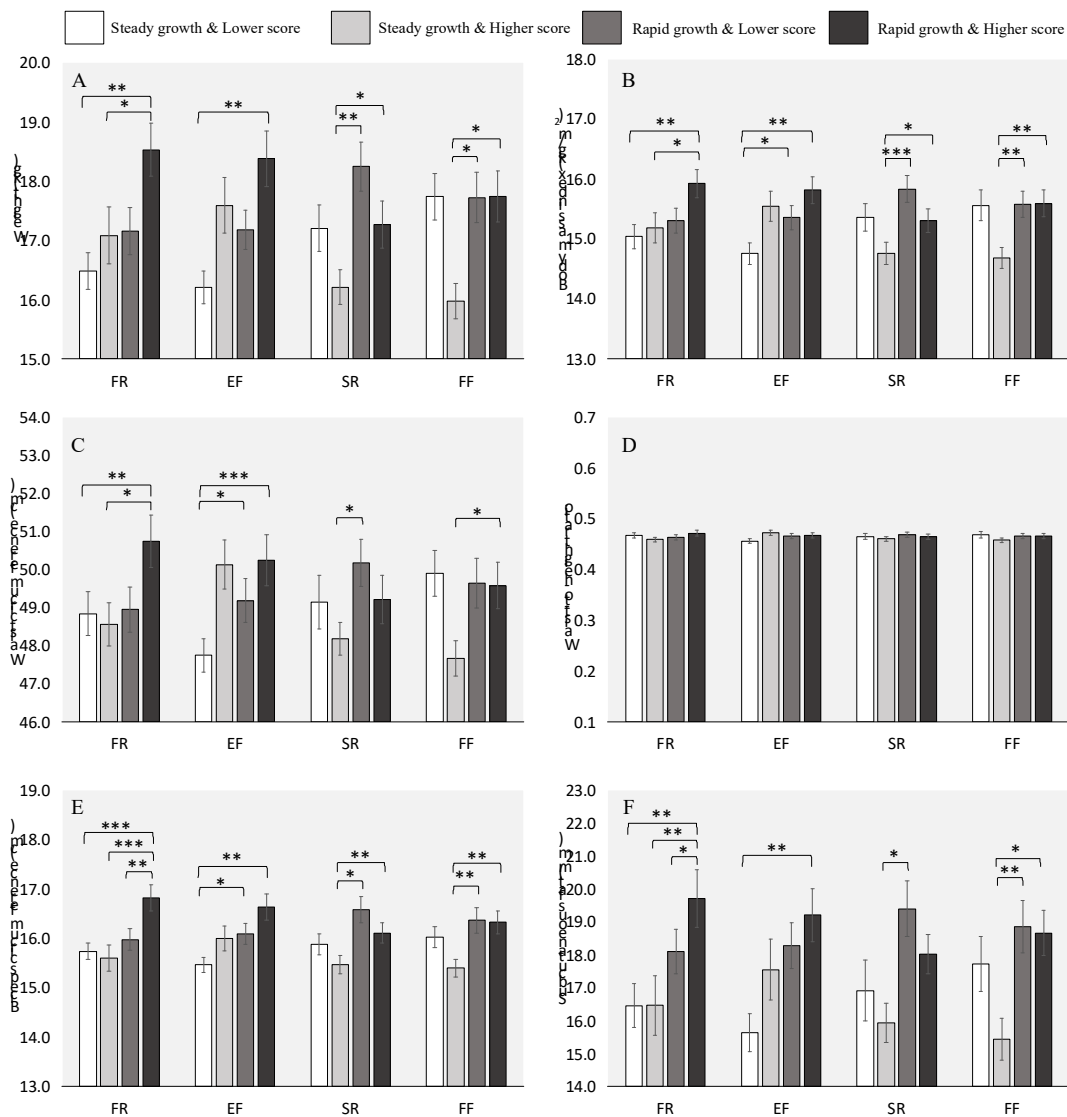 Steady growth & Lower score
Steady growth & Higher score
Rapid growth & Lower score
Rapid growth & Higher score
A
20.0
19.0
18.0
17.0
16.0
15.0
** * ** ** * * *
FR EF SR FF
B
18.0
17.0
16.0
15.0
14.0
13.0
** * ** * *** * ** **
FR EF SR FF
C
54.0
53.0
52.0
51.0
50.0
49.0
48.0
47.0
46.0
** * *** * * *
FR EF SR FF
D
0.7
0.6
0.5
0.4
0.3
0.2
0.1
FR EF SR FF
E
19.0
18.0
17.0
16.0
15.0
14.0
13.0
*** *** ** ** * ** * ** **
FR EF SR FF
F
23.0
22.0
21.0
20.0
19.0
18.0
17.0
16.0
15.0
14.0
** ** * ** * * **
FR EF SR FF